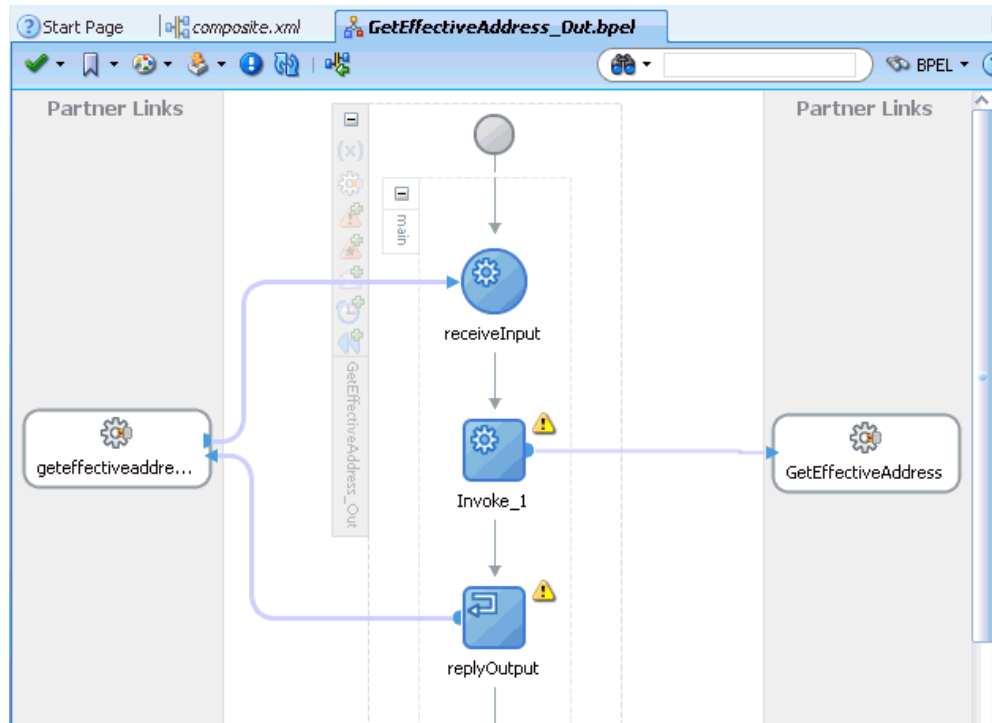 Start Page composite.xml GetEffectiveAddress_Out.bpel
BPEL
Partner Links
Partner Links
(x)
main
receiveInput
GetEffectiveAddress_Out
geteffectiveaddre...
Invoke_1
GetEffectiveAddress
replyOutput